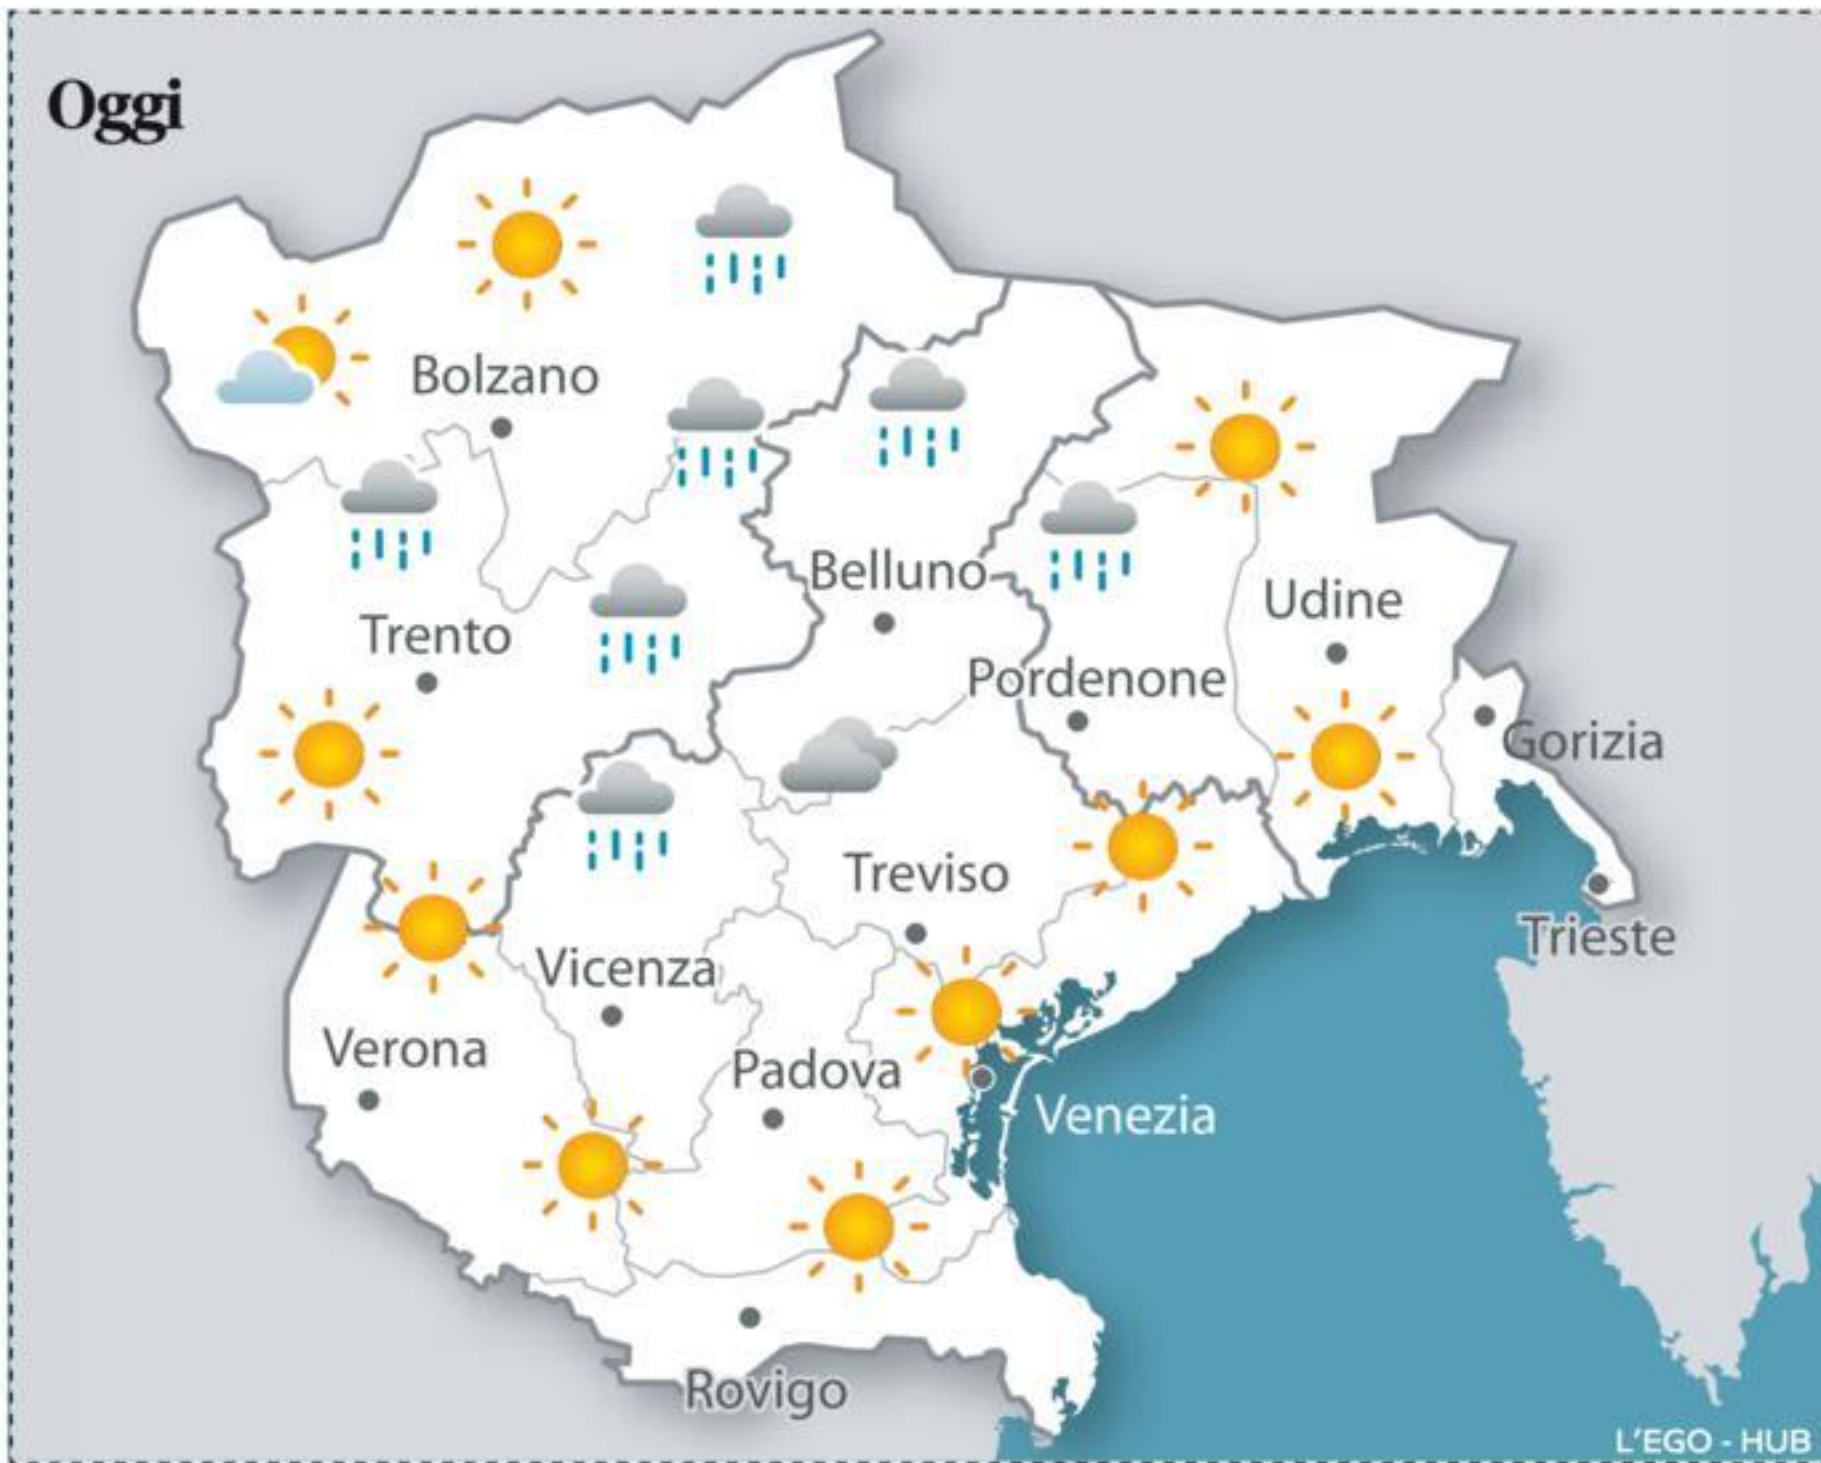 Oggi
Bolzano
Belluno
Udine
Trento
Pordenone
Gorizia
Treviso
Trieste
Vicenza
Verona
Padova
Venezia
Rovigo
L'EGO - HUB